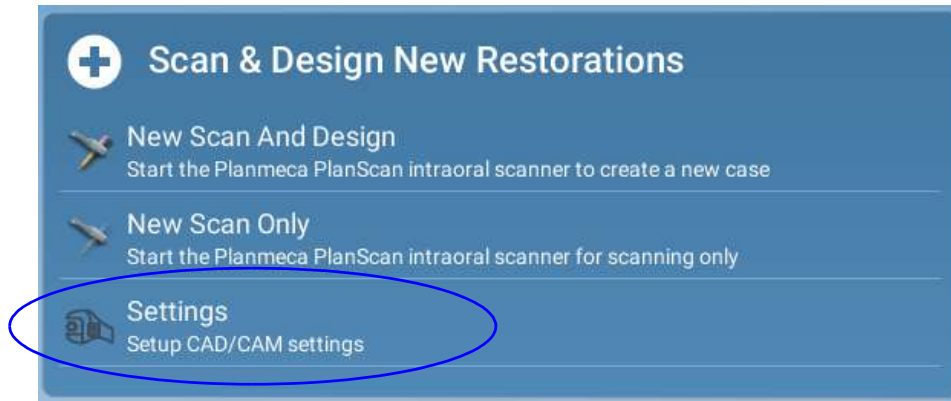 Scan & Design New Restorations
New Scan And Design
Start the Planmeca PlanScan intraoral scanner to create a new case
New Scan Only
Start the Planmeca PlanScan intraoral scanner for scanning only
Settings
Setup CAD/CAM settings